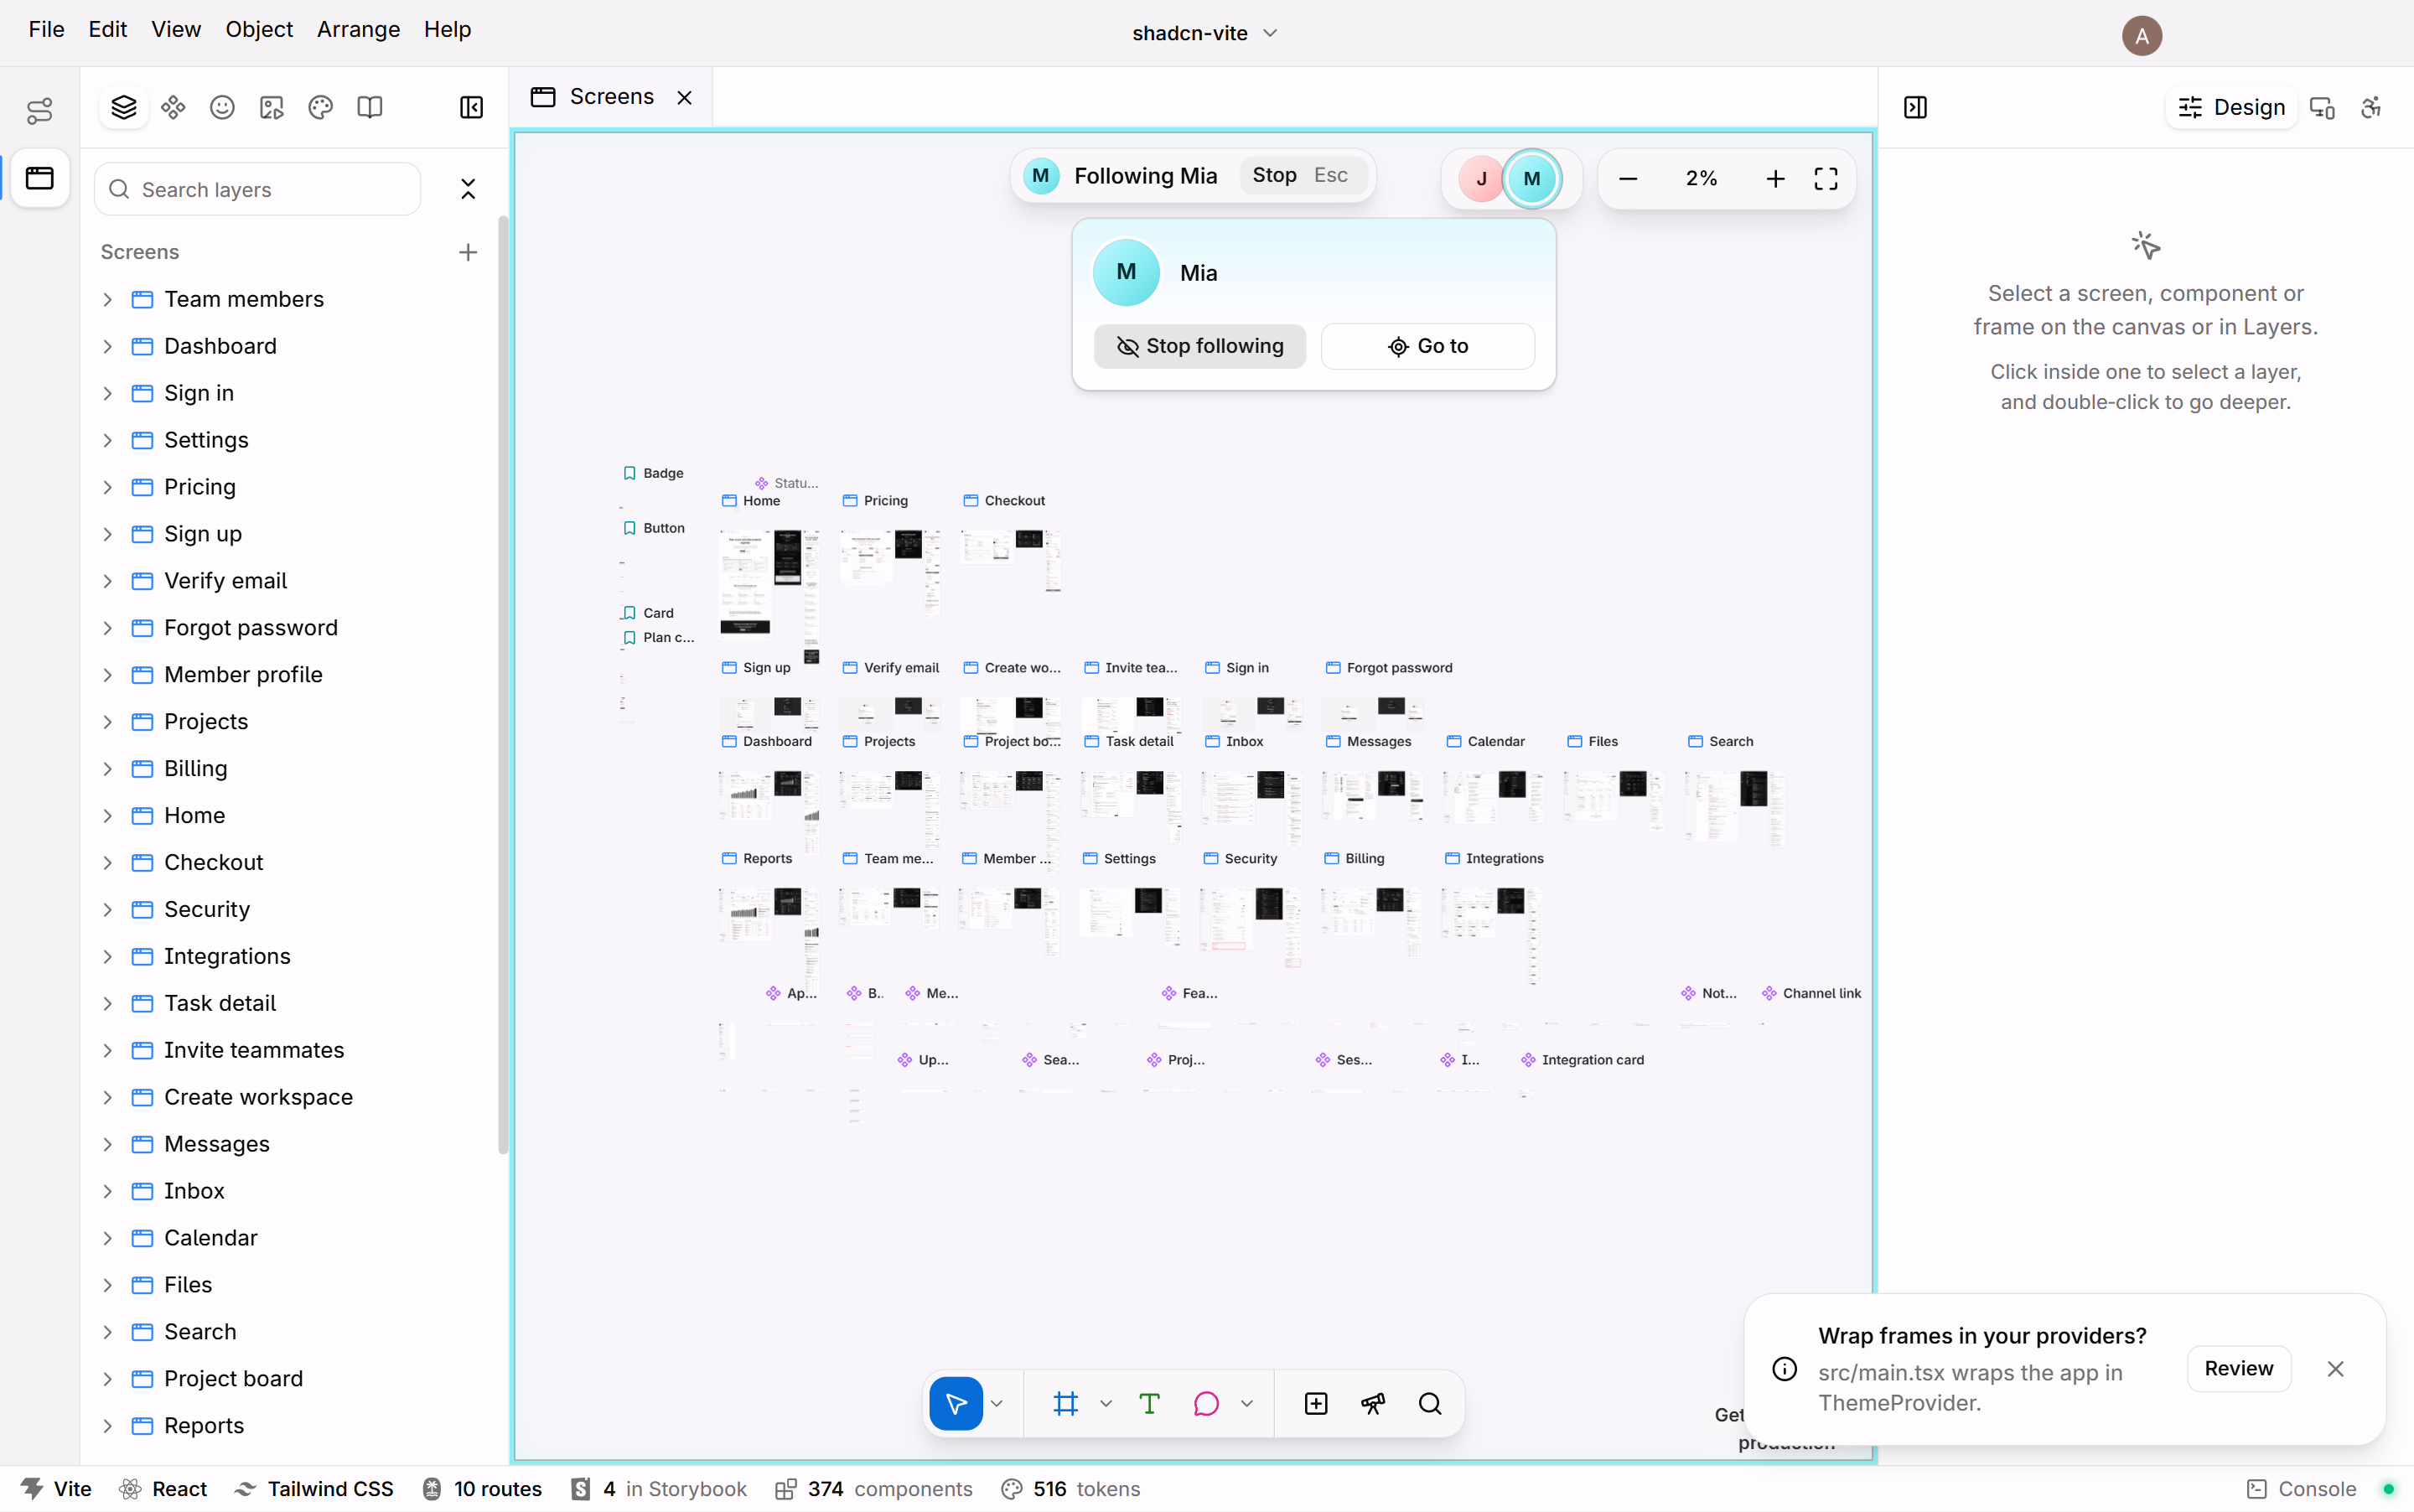 File Edit View Object Arrange Help
shadcn-vite
A
Screens
Design
Search layers
Screens
Team members
Dashboard
Sign in
Settings
Pricing
Sign up
Verify email
Forgot password
Member profile
Projects
Billing
Home
Checkout
Security
Integrations
Task detail
Invite teammates
Create workspace
Messages
Inbox
Calendar
Files
Search
Project board
Reports
M Following Mia Stop Esc
J M
2%
M Mia
Stop following Go to
Badge
Statu...
Home Pricing Checkout
Button
Card
Plan c...
Sign up Verify email Create wo... Invite tea... Sign in Forgot password
Dashboard Projects Project bo... Task detail Inbox Messages Calendar Files Search
Reports Team me... Member ... Settings Security Billing Integrations
Ap... B.. Me... Fea... Not... Channel link
Up... Sea... Proj... Ses... I... Integration card
Select a screen, component or
frame on the canvas or in Layers.
Click inside one to select a layer,
and double-click to go deeper.
Wrap frames in your providers?
src/main.tsx wraps the app in
ThemeProvider.
Review
Get
production
Vite React Tailwind CSS 10 routes 4 in Storybook 374 components 516 tokens
Console